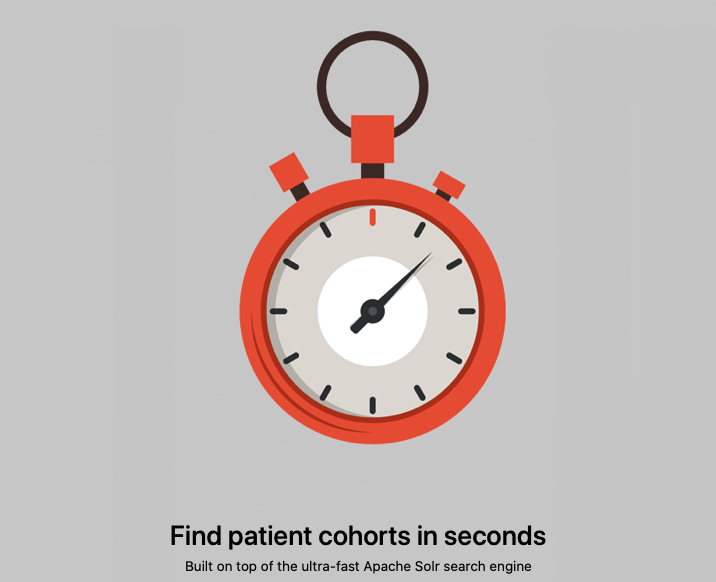 Find patient cohorts in seconds
Built on top of the ultra-fast Apache Solr search engine